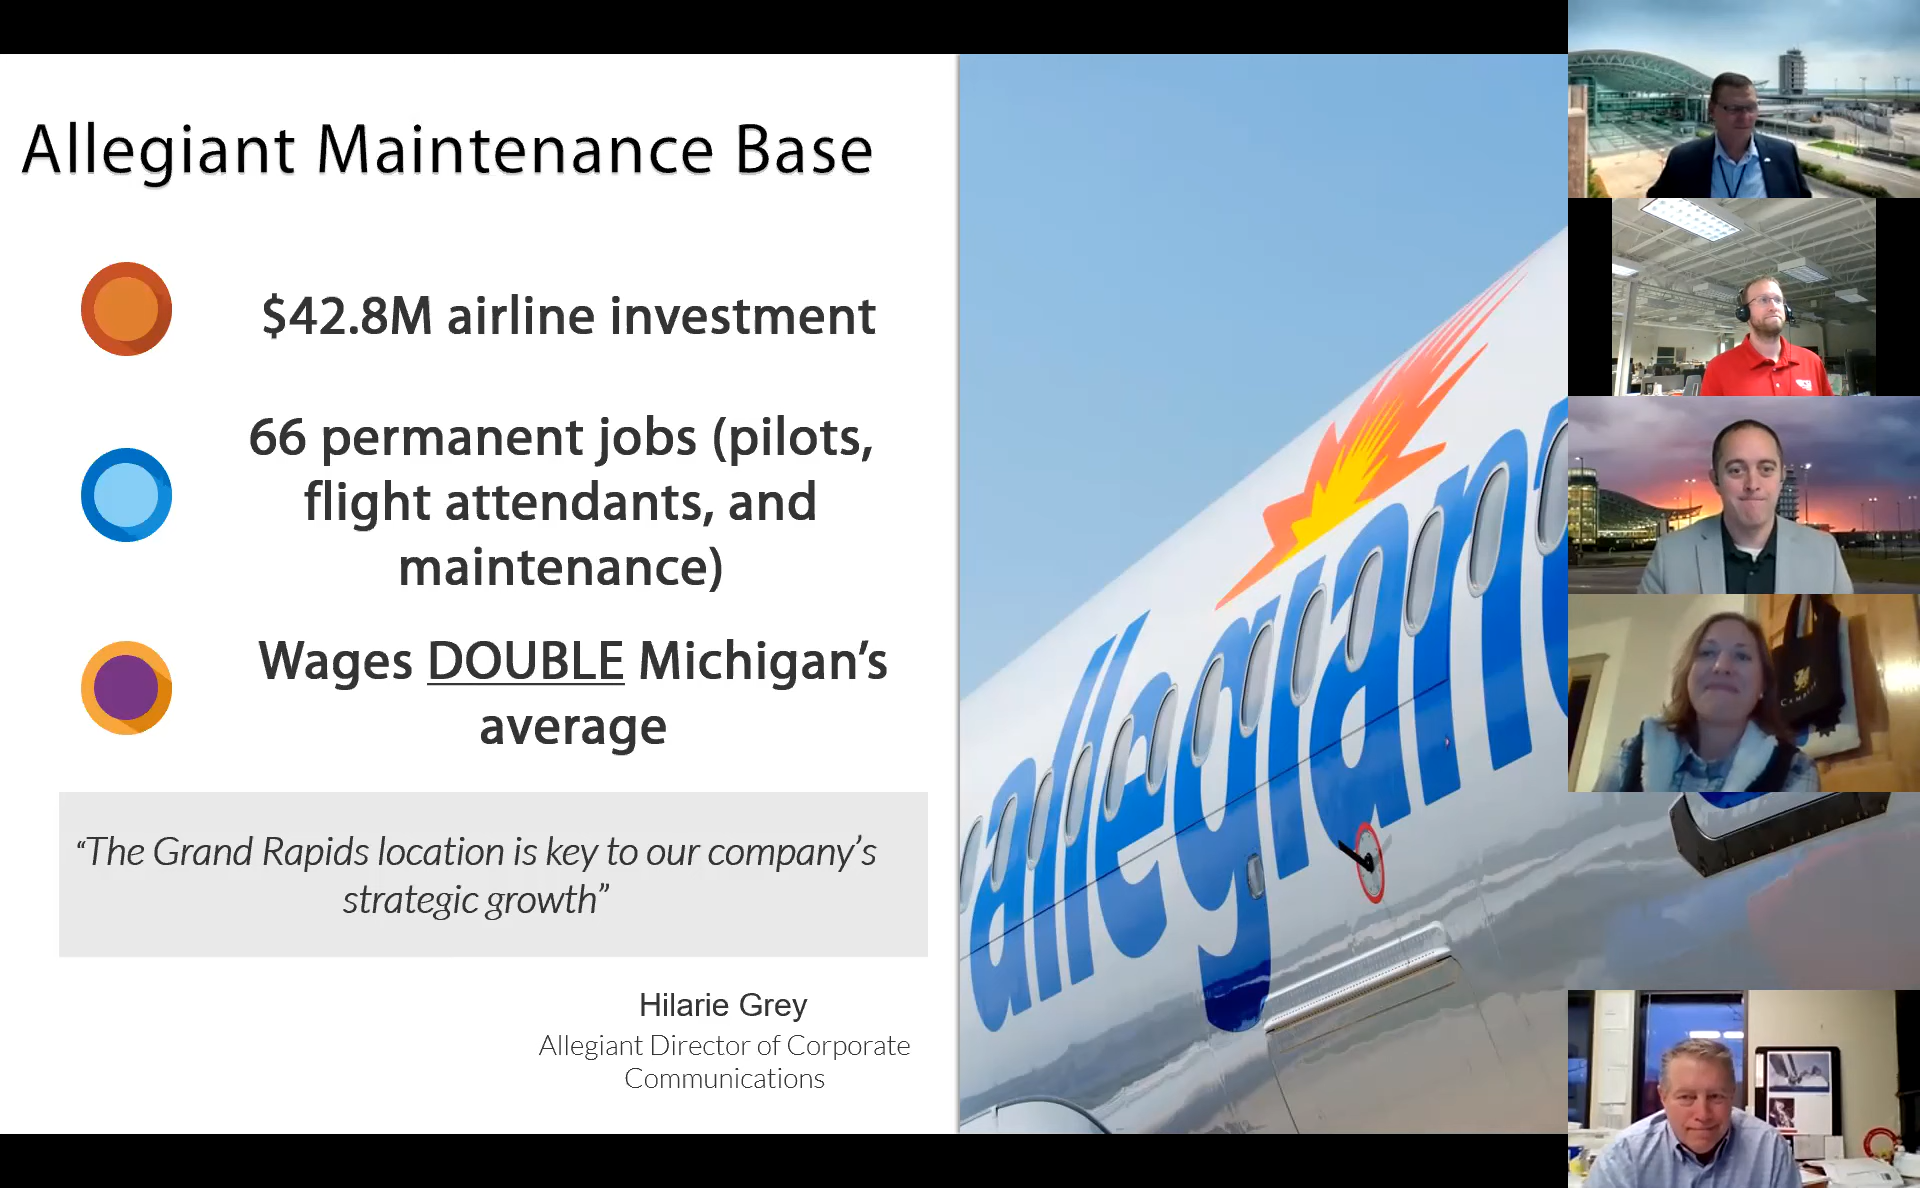 Allegiant Maintenance Base
$42.8M airline investment
66 permanent jobs (pilots,
flight attendants, and
maintenance)
Wages DOUBLE Michigan’s
average
“The Grand Rapids location is key to our company’s
strategic growth”
Hilarie Grey
Allegiant Director of Corporate
Communications
allegiant